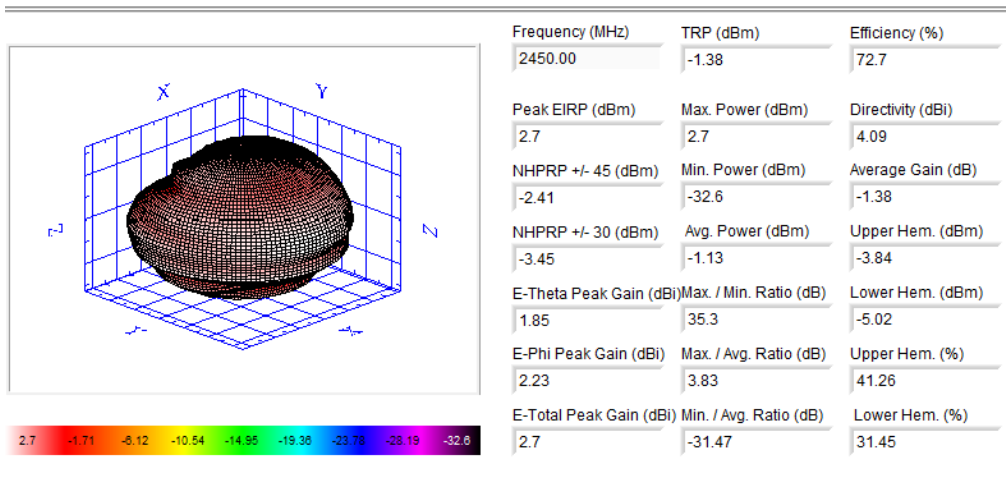 Frequency (MHz) TRP (dBm) Efficiency (%)
2450.00 -1.38 72.7
Peak EIRP (dBm) Max. Power (dBm) Directivity (dBi)
2.7 2.7 4.09
NHPRP +/- 45 (dBm) Min. Power (dBm) Average Gain (dB)
-2.41 -32.6 -1.38
NHPRP +/- 30 (dBm) Avg. Power (dBm) Upper Hem. (dBm)
-3.45 -1.13 -3.84
E-Theta Peak Gain (dBi) Max. / Min. Ratio (dB) Lower Hem. (dBm)
1.85 35.3 -5.02
E-Phi Peak Gain (dBi) Max. / Avg. Ratio (dB) Upper Hem. (%)
2.23 3.83 41.26
E-Total Peak Gain (dBi) Min. / Avg. Ratio (dB) Lower Hem. (%)
2.7 -31.47 31.45
X Y
Z
2.7 -1.71 -6.12 -10.54 -14.95 -19.36 -23.78 -28.19 -32.6